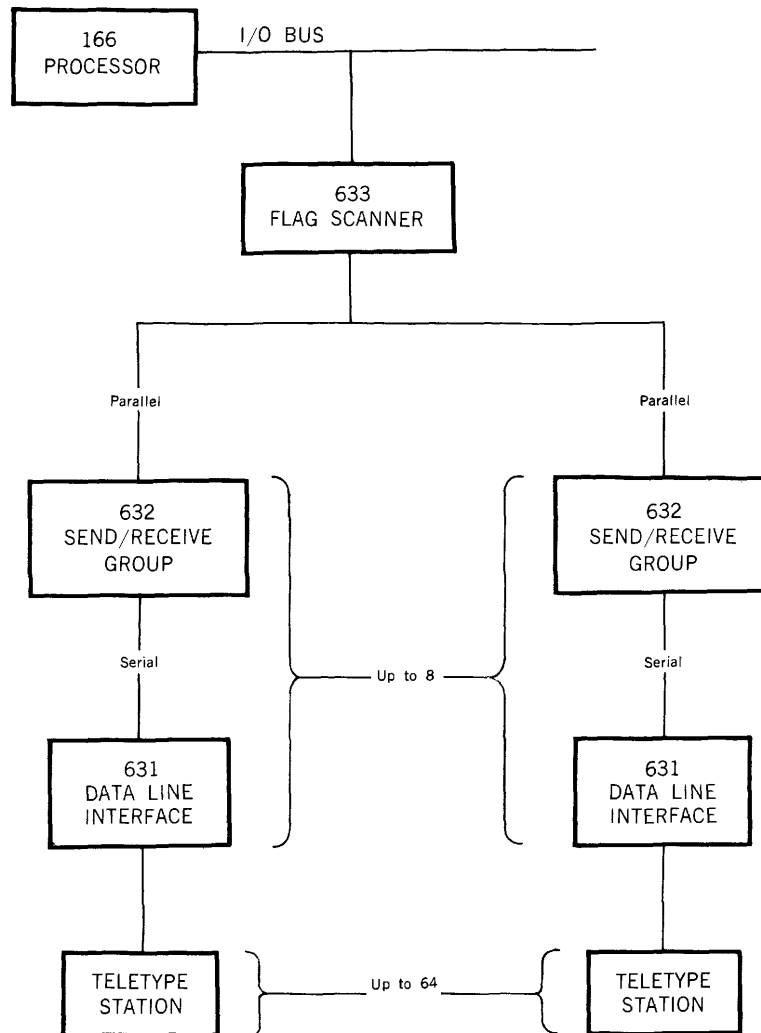 166
PROCESSOR
I/O BUS
633
FLAG SCANNER
Parallel
Parallel
632
SEND/RECEIVE
GROUP
632
SEND/RECEIVE
GROUP
Serial
Up to 8
Serial
631
DATA LINE
INTERFACE
631
DATA LINE
INTERFACE
TELETYPE
STATION
Up to 64
TELETYPE
STATION